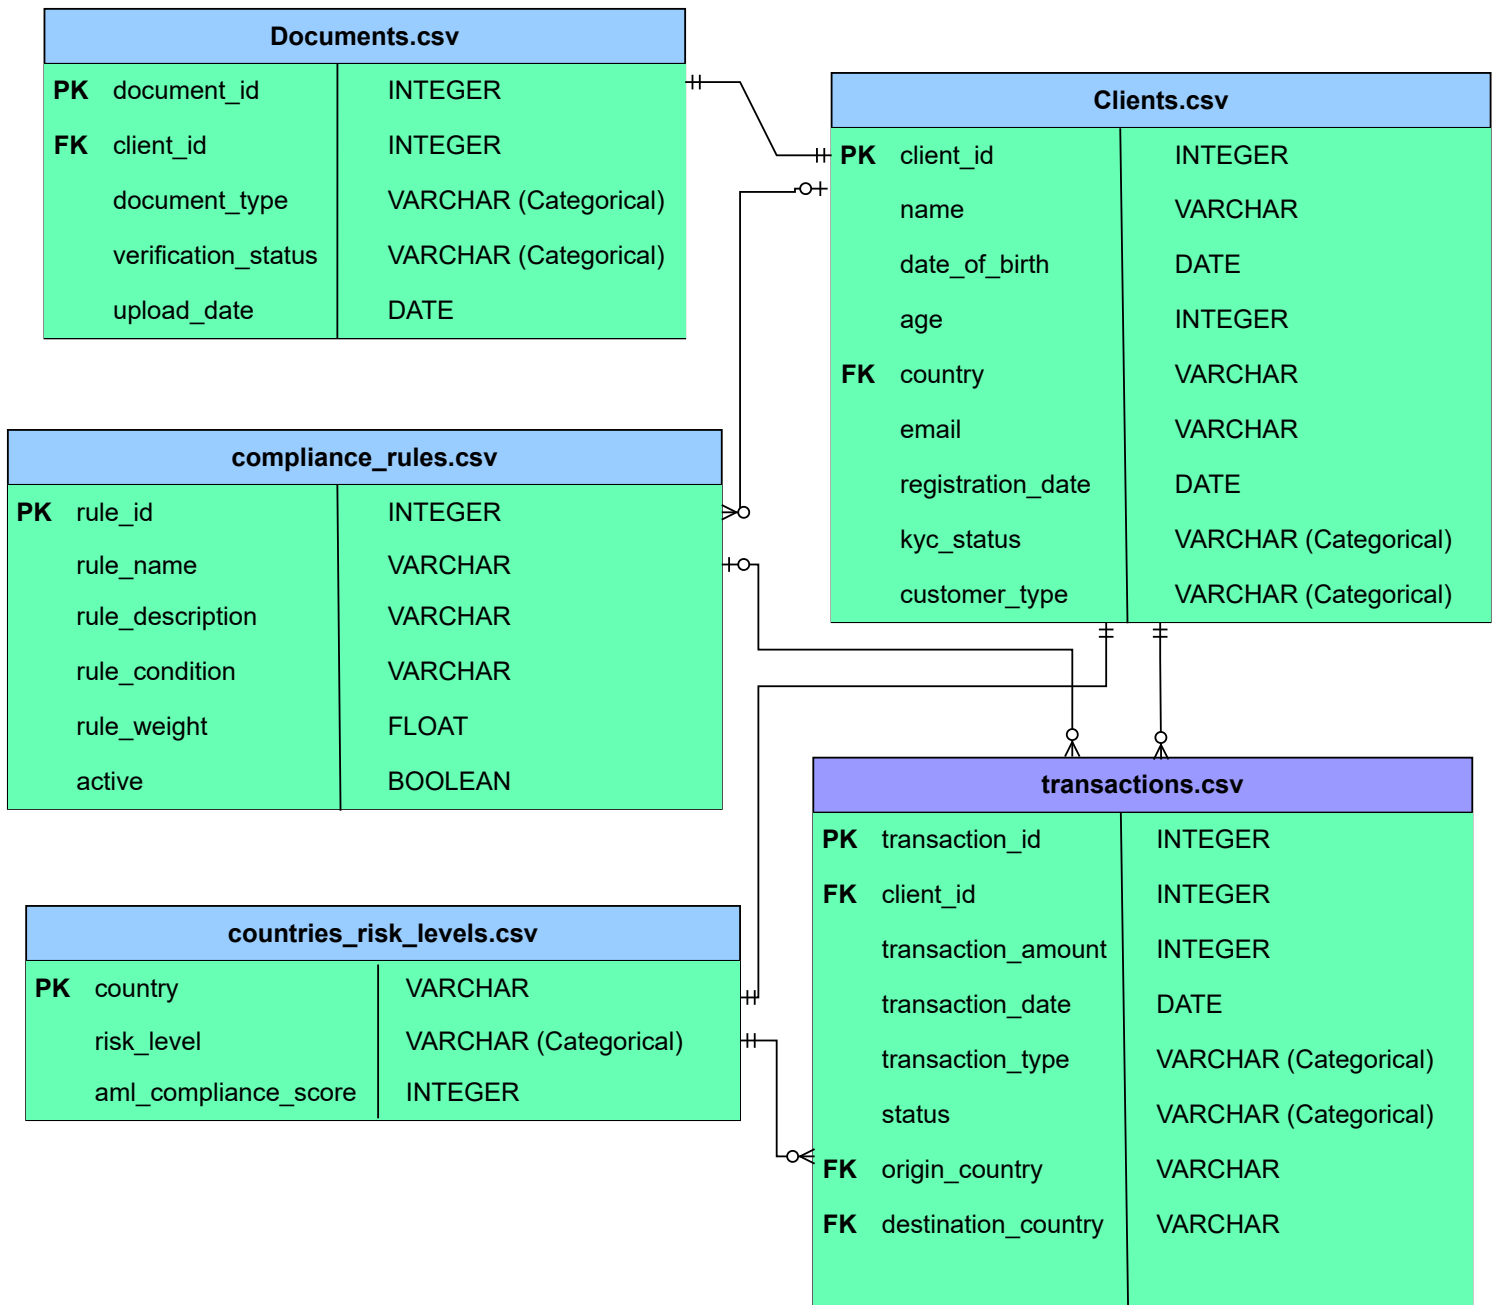 Documents.csv
PK document_id INTEGER
FK client_id INTEGER
document_type VARCHAR (Categorical)
verification_status VARCHAR (Categorical)
upload_date DATE
Clients.csv
PK client_id INTEGER
name VARCHAR
date_of_birth DATE
age INTEGER
FK country VARCHAR
email VARCHAR
registration_date DATE
kyc_status VARCHAR (Categorical)
customer_type VARCHAR (Categorical)
compliance_rules.csv
PK rule_id INTEGER
rule_name VARCHAR
rule_description VARCHAR
rule_condition VARCHAR
rule_weight FLOAT
active BOOLEAN
transactions.csv
PK transaction_id INTEGER
FK client_id INTEGER
transaction_amount INTEGER
transaction_date DATE
transaction_type VARCHAR (Categorical)
status VARCHAR (Categorical)
FK origin_country VARCHAR
FK destination_country VARCHAR
countries_risk_levels.csv
PK country VARCHAR
risk_level VARCHAR (Categorical)
aml_compliance_score INTEGER